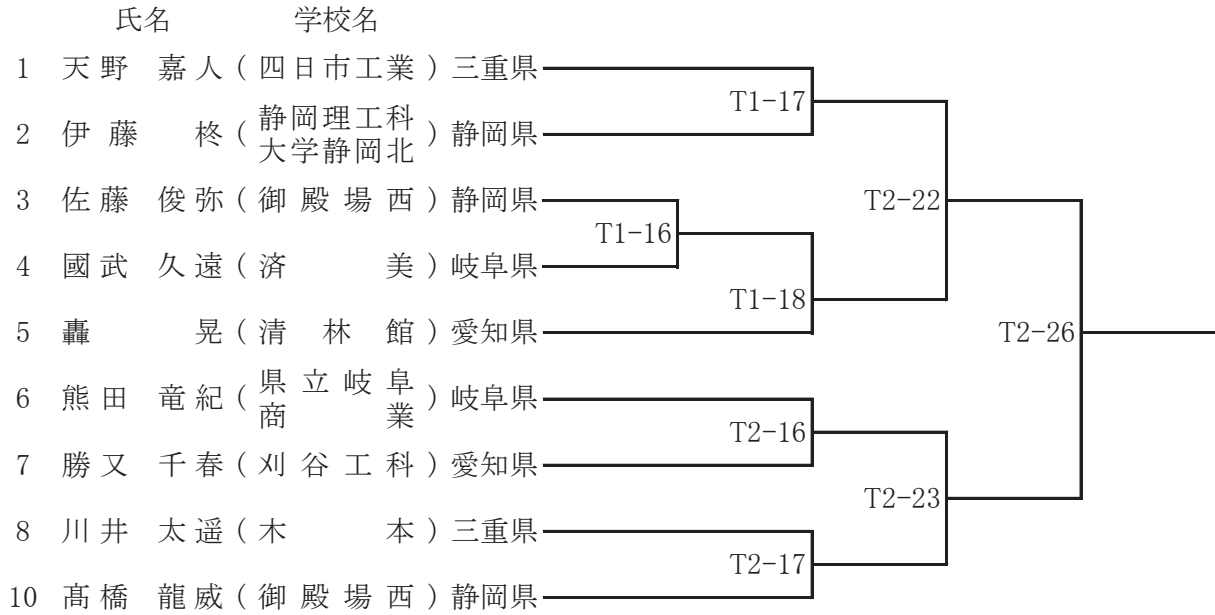 氏名 学校名
1 天野 嘉人 ( 四日市工業 ) 三重県
T1-17
2 伊藤 柊 ( 静岡理工科
大学静岡北 ) 静岡県
3 佐藤 俊弥 ( 御殿場西 ) 静岡県
T2-22
T1-16
4 國武 久遠 ( 済美 ) 岐阜県
T1-18
5 轟 晃 ( 清林館 ) 愛知県
T2-26
6 熊田 竜紀 ( 県立岐阜
商業 ) 岐阜県
T2-16
7 勝又 千春 ( 刈谷工科 ) 愛知県
T2-23
8 川井 太遥 ( 木本 ) 三重県
T2-17
10 髙橋 龍威 ( 御殿場西 ) 静岡県